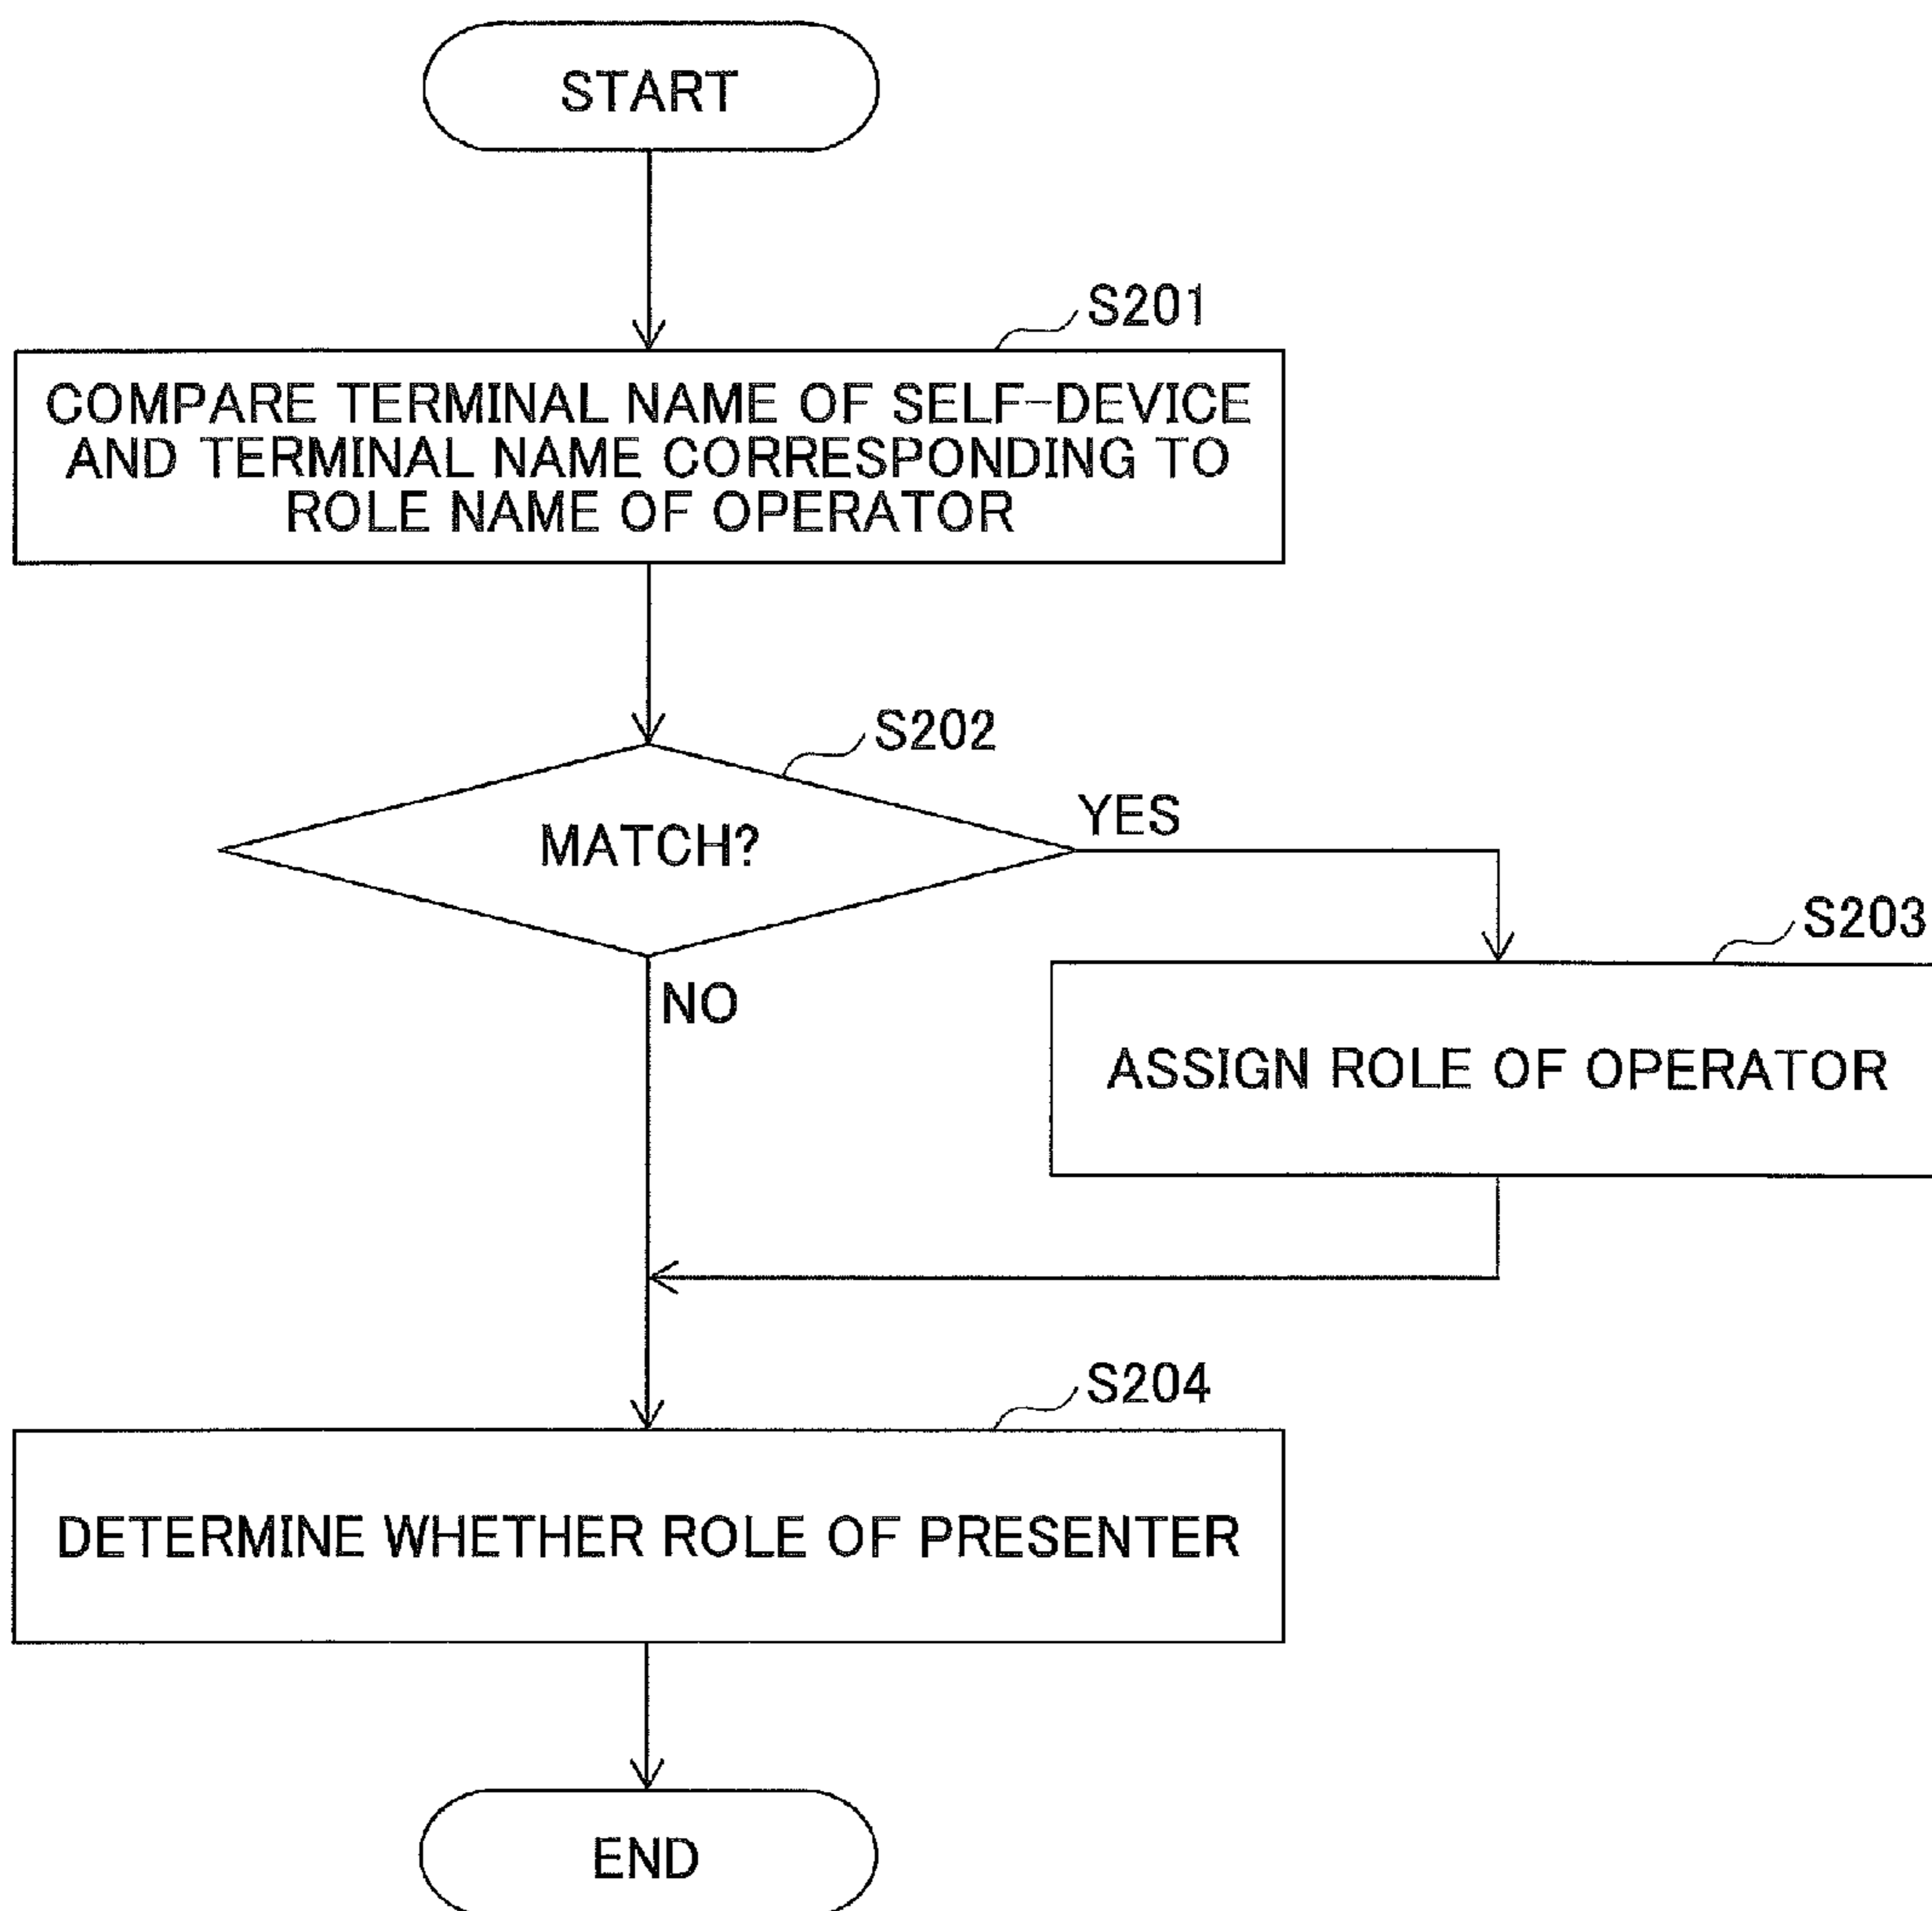 START
S201
COMPARE TERMINAL NAME OF SELF-DEVICE
AND TERMINAL NAME CORRESPONDING TO
ROLE NAME OF OPERATOR
S202
MATCH?
YES
NO
S203
ASSIGN ROLE OF OPERATOR
S204
DETERMINE WHETHER ROLE OF PRESENTER
END